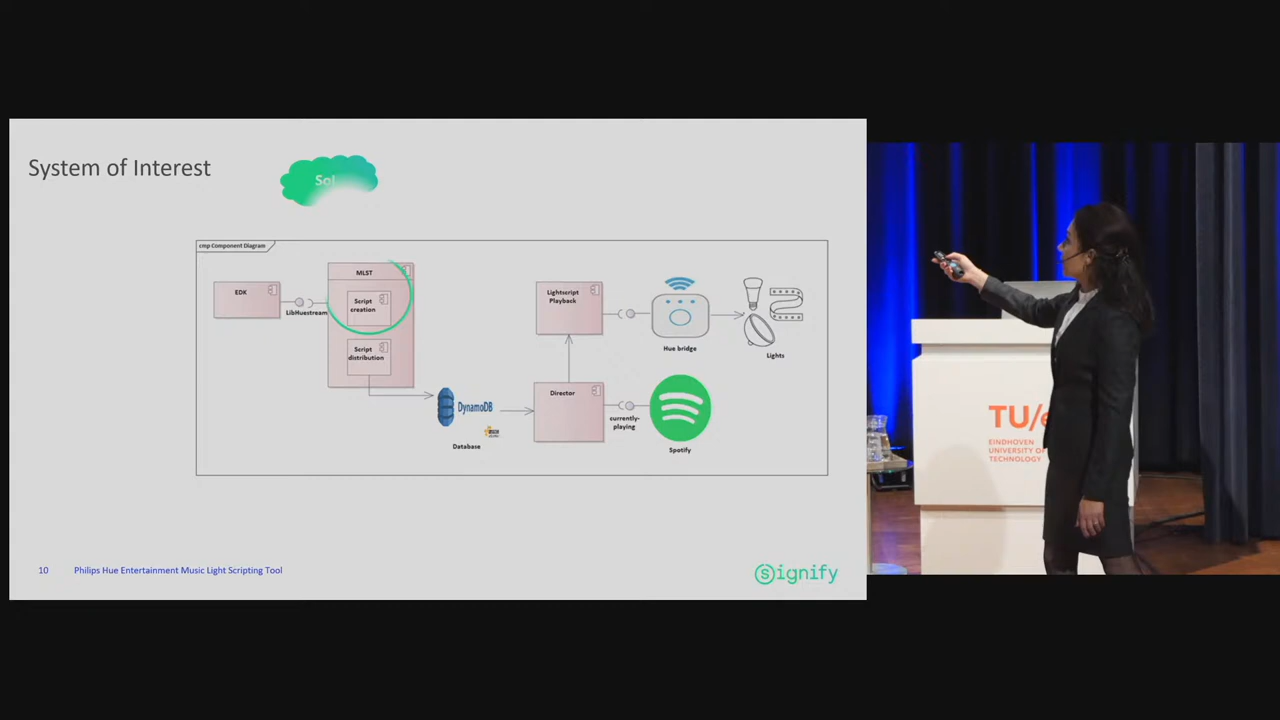 System of Interest
cmp Component Diagram
EDK
LibHuestream
MLST
Script
creation
Script
distribution
DynamoDB
Database
Lightscript
Playback
Director
currently-
playing
Hue bridge
Lights
Spotify
10
Philips Hue Entertainment Music Light Scripting Tool
signify
TU/e
EINDHOVEN
UNIVERSITY OF
TECHNOLOGY